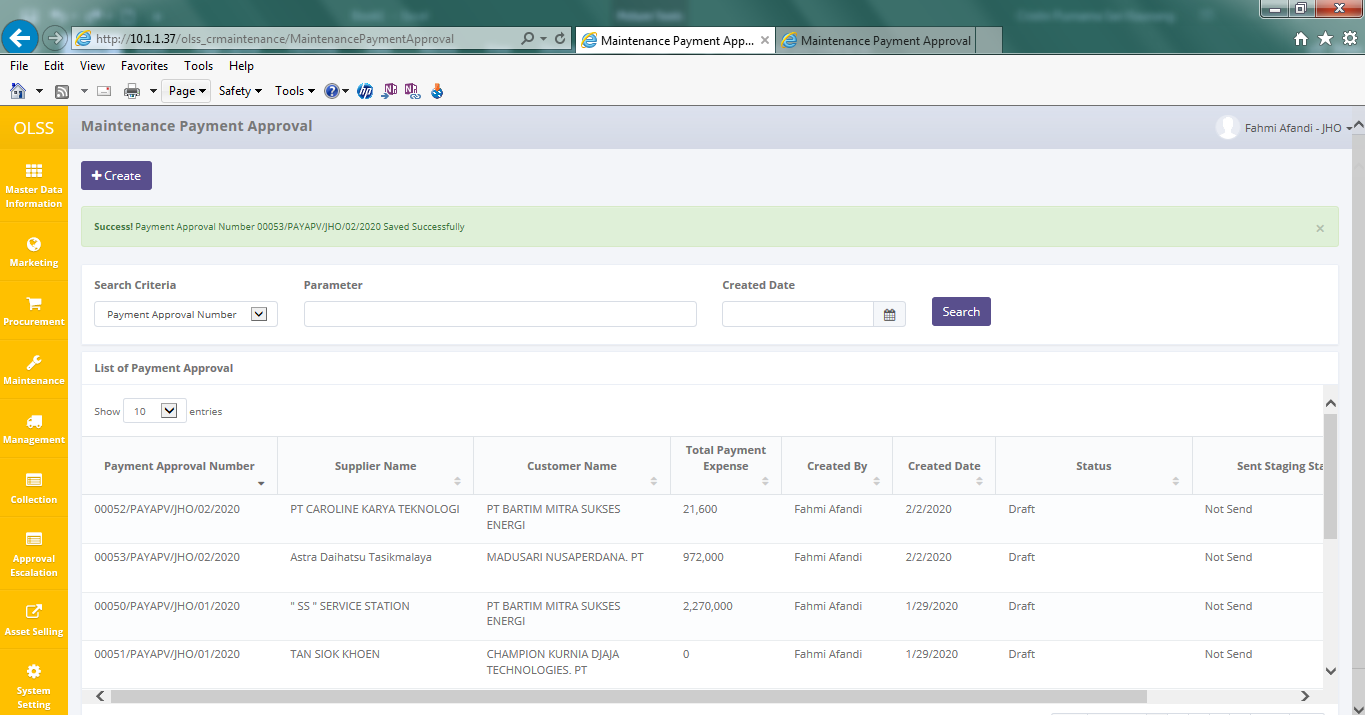 http://10.1.1.37/olss_crmaintenance/MaintenancePaymentApproval
Maintenance Payment App...
Maintenance Payment Approval
File Edit View Favorites Tools Help
Page Safety Tools
OLSS
Maintenance Payment Approval
Fahmi Afandi - JHO
Master Data
Information
Marketing
Procurement
Maintenance
Management
Collection
Approval
Escalation
Asset Selling
System
Setting
+ Create
Success! Payment Approval Number 00053/PAYAPV/JHO/02/2020 Saved Successfully
×
Search Criteria Parameter Created Date
Payment Approval Number
Search
List of Payment Approval
Show 10 entries
Payment Approval Number Supplier Name Customer Name Total Payment Expense Created By Created Date Status Sent Staging Sta
00052/PAYAPV/JHO/02/2020 PT CAROLINE KARYA TEKNOLOGI PT BARTIM MITRA SUKSES ENERGI 21,600 Fahmi Afandi 2/2/2020 Draft Not Send
00053/PAYAPV/JHO/02/2020 Astra Daihatsu Tasikmalaya MADUSARI NUSAPERDANA. PT 972,000 Fahmi Afandi 2/2/2020 Draft Not Send
00050/PAYAPV/JHO/01/2020 " SS " SERVICE STATION PT BARTIM MITRA SUKSES ENERGI 2,270,000 Fahmi Afandi 1/29/2020 Draft Not Send
00051/PAYAPV/JHO/01/2020 TAN SIOK KHOEN CHAMPION KURNIA DJAJA TECHNOLOGIES. PT 0 Fahmi Afandi 1/29/2020 Draft Not Send